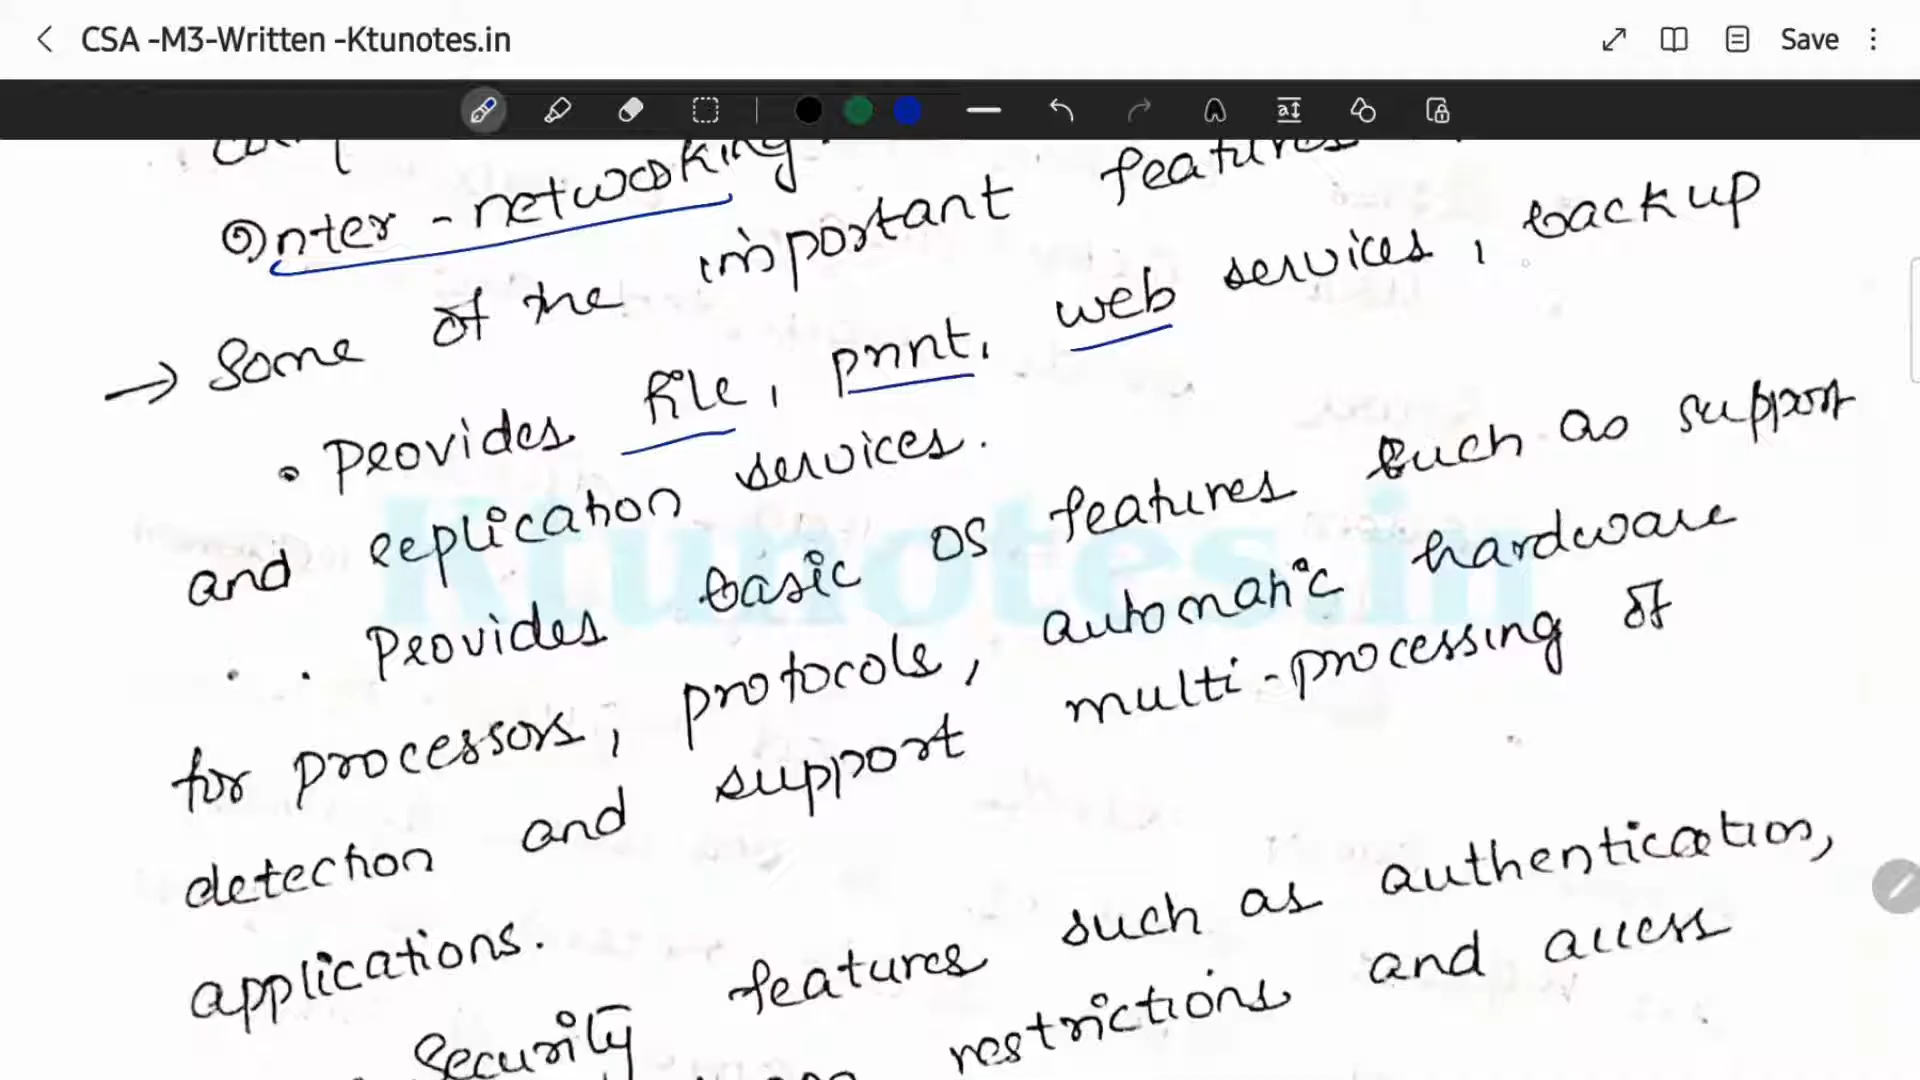 CSA -M3-Written -Ktunotes.in
Save
Inter-networking.
→ Some of the important features
• Provides file, print, web services, backup
and replication services.
• Provides basic OS features such as support
for processors, protocols, automatic hardware
detection and support multi-processing of
applications.
• Security features such as authentication,
restrictions and access
Ktunotes.in